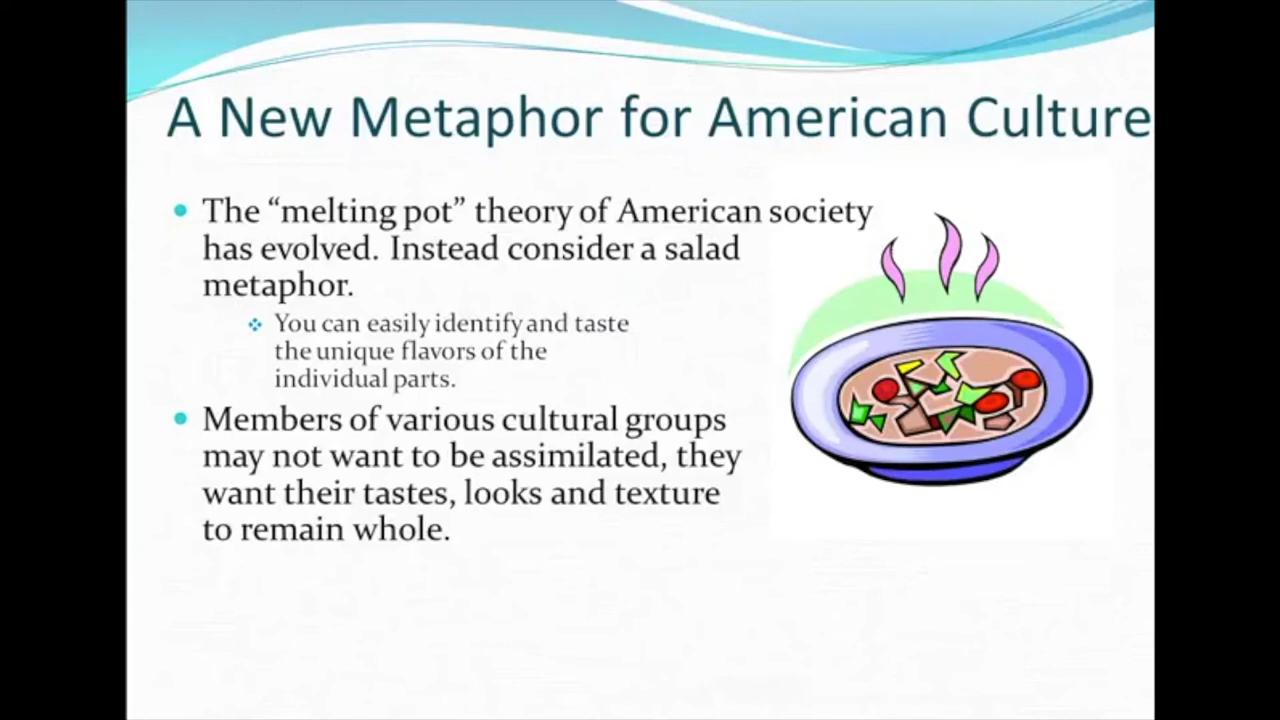 A New Metaphor for American Culture
The “melting pot” theory of American society
has evolved. Instead consider a salad
metaphor.
You can easily identify and taste
the unique flavors of the
individual parts.
Members of various cultural groups
may not want to be assimilated, they
want their tastes, looks and texture
to remain whole.